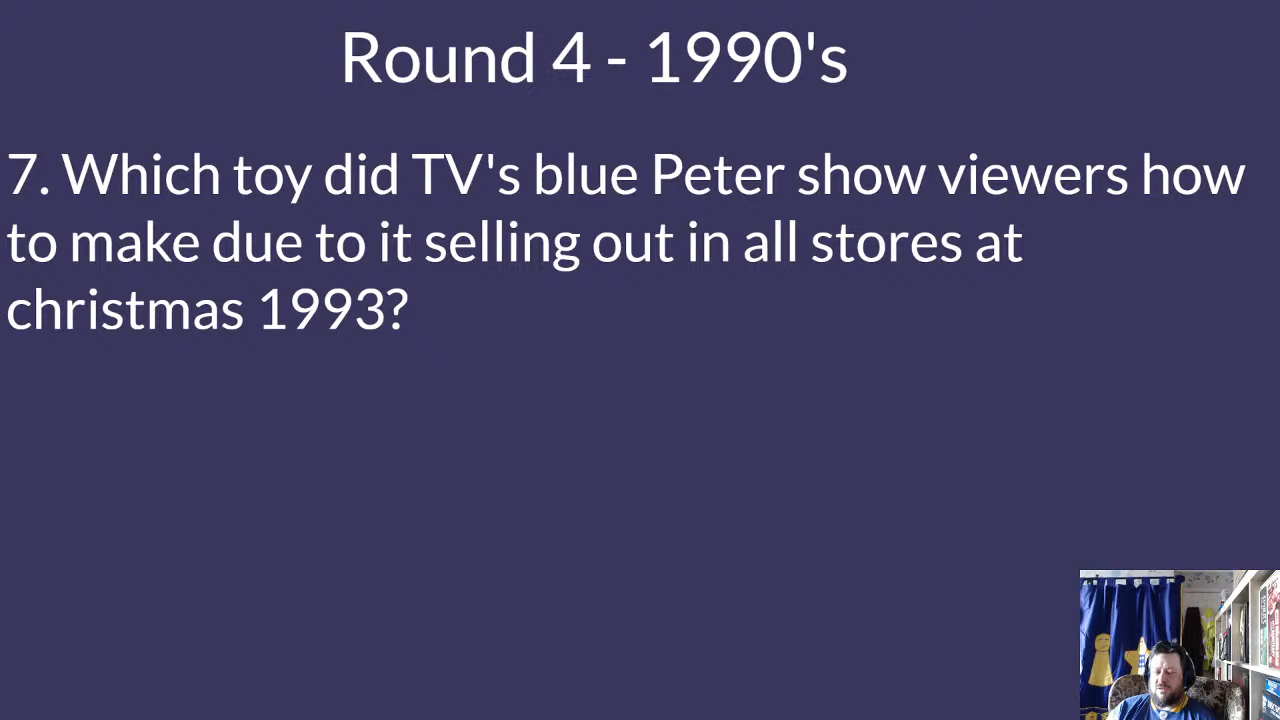 Round 4 - 1990's
7. Which toy did TV's blue Peter show viewers how
to make due to it selling out in all stores at
christmas 1993?